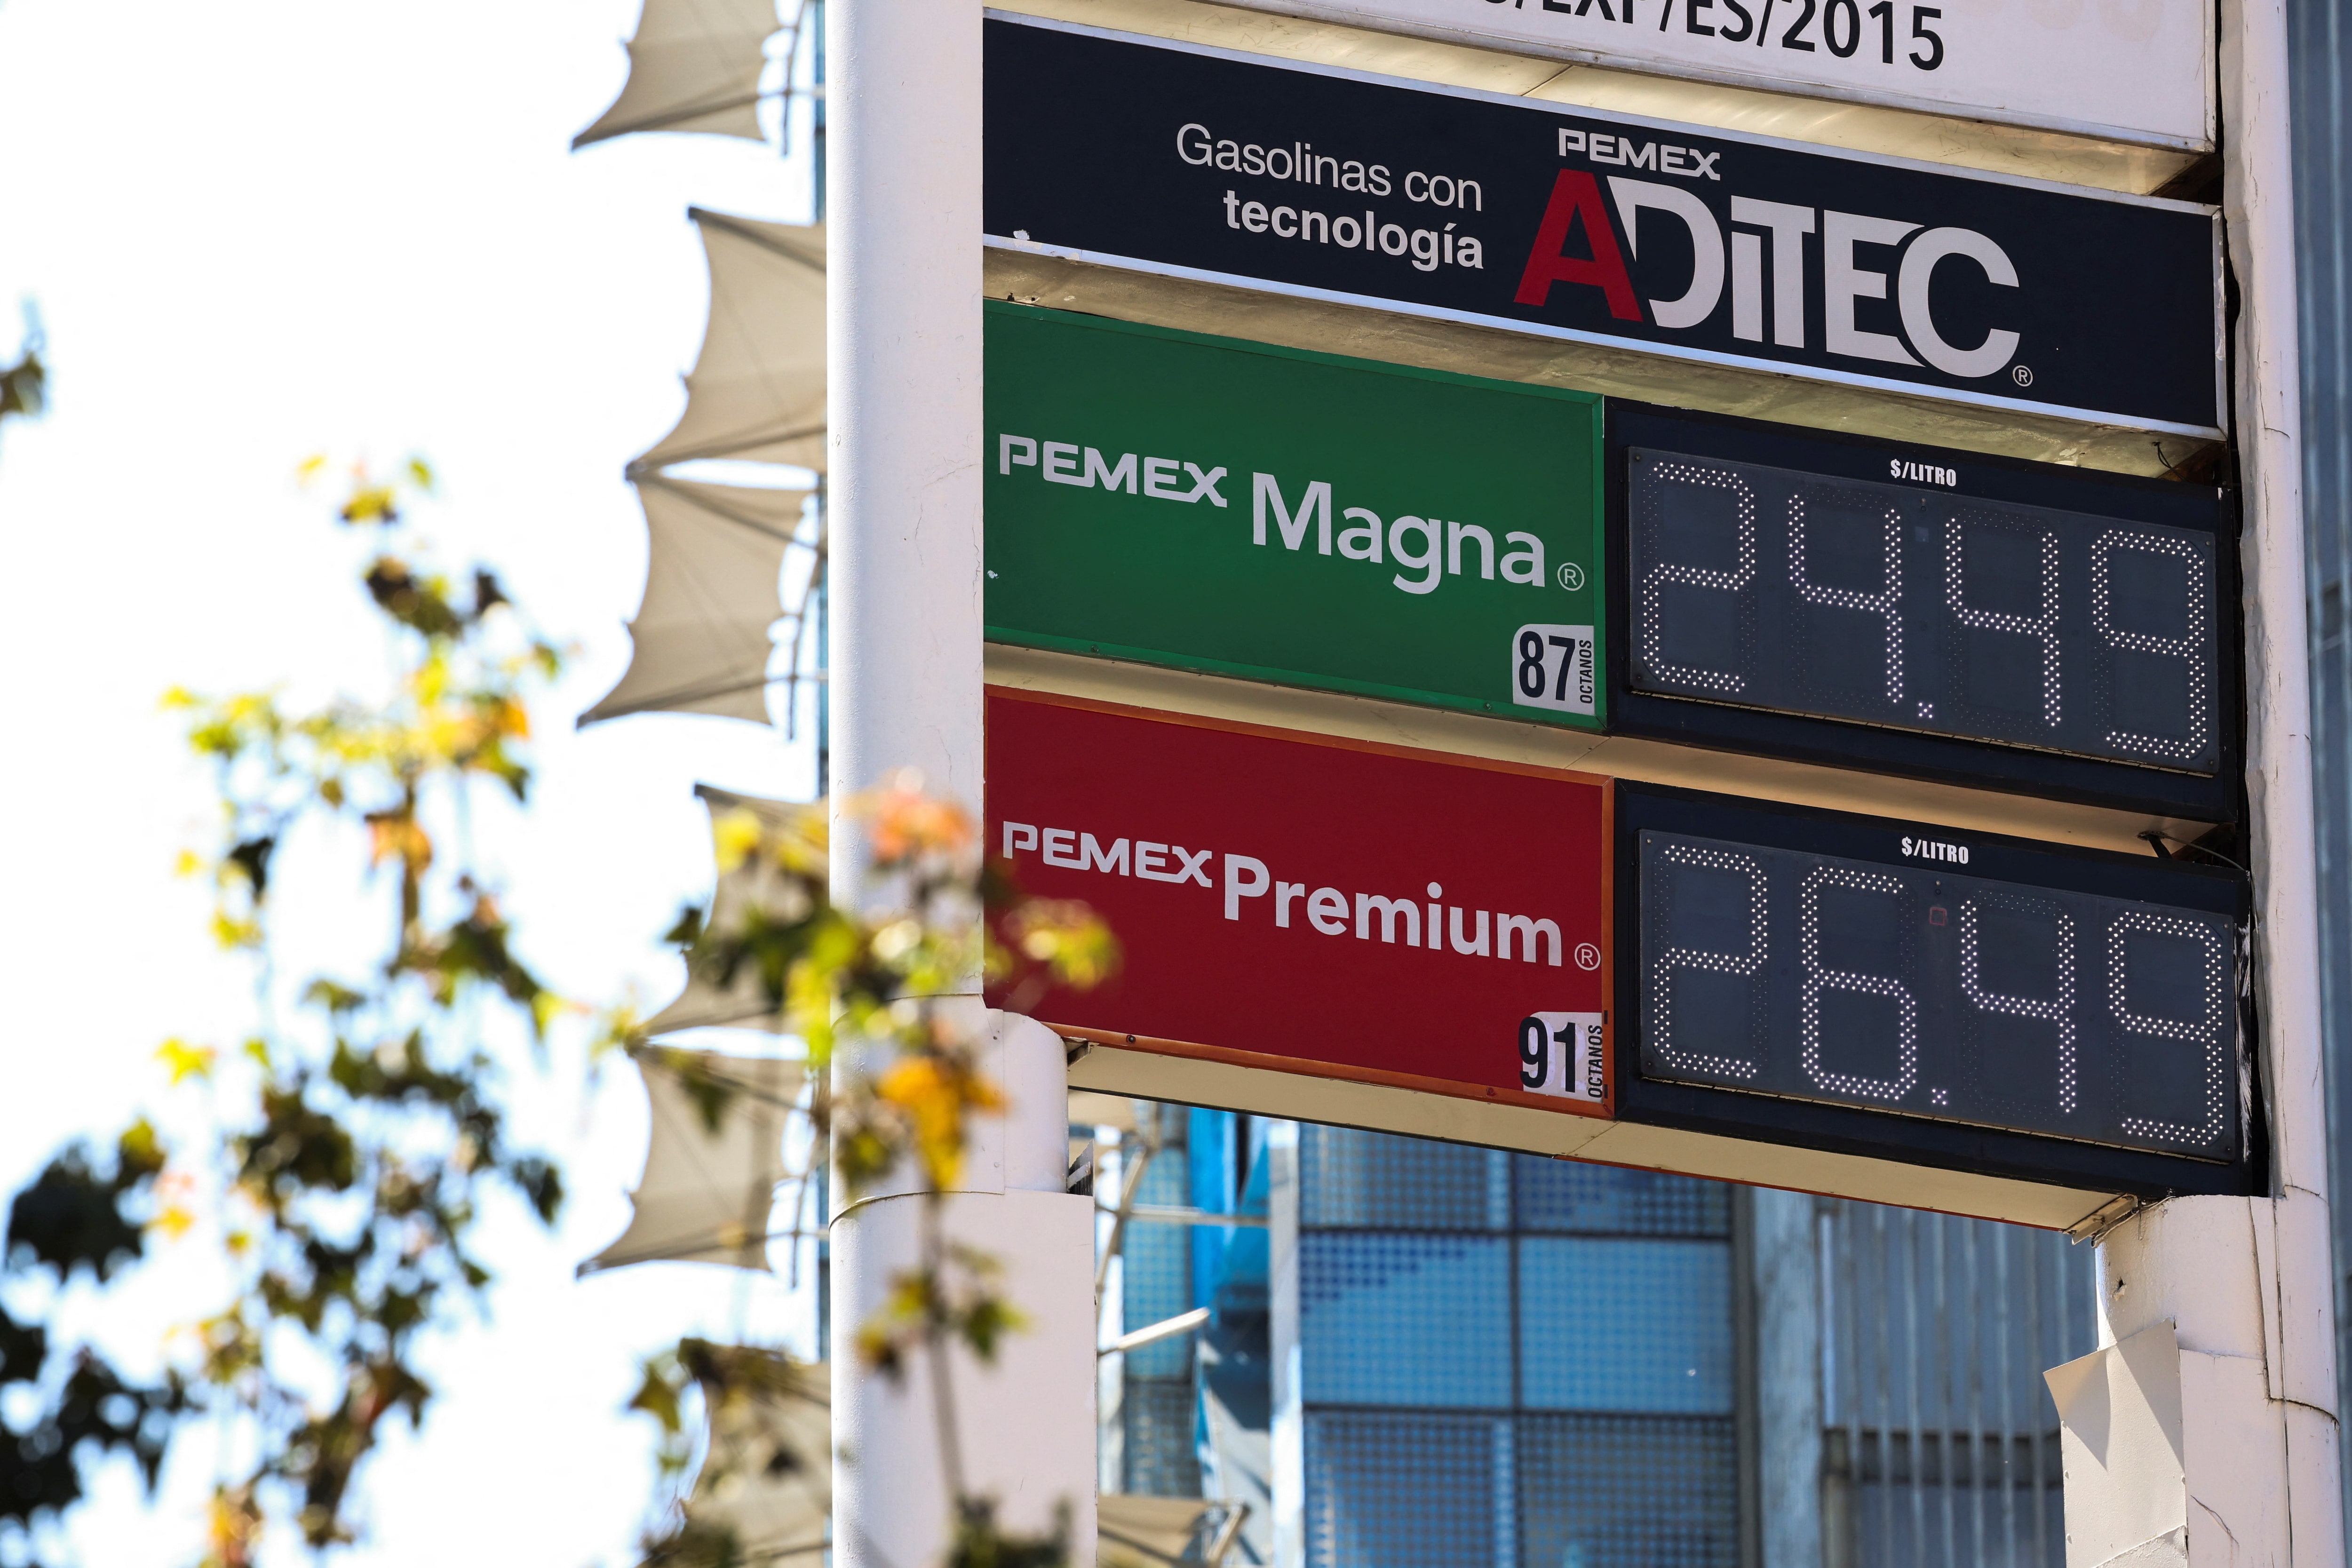 /EXP/ES/2015
Gasolinas con
tecnología
PEMEX
ADITEC®
PEMEX Magna®
87 OCTANOS
$/LITRO
24.49
PEMEX Premium®
91 OCTANOS
$/LITRO
26.49